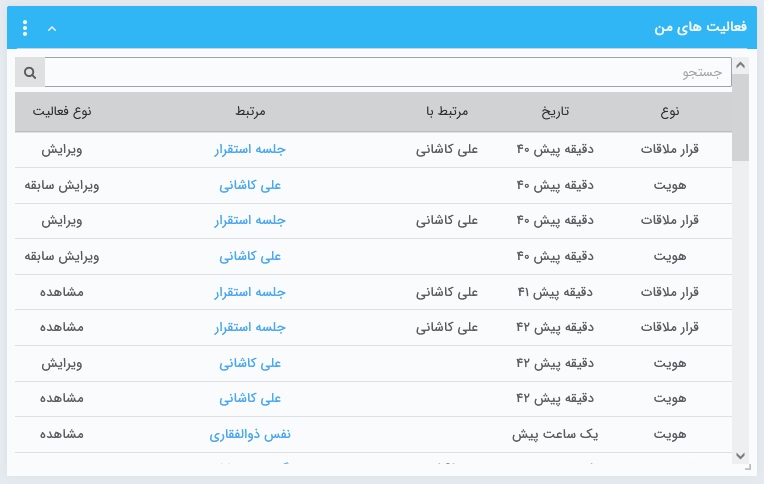 فعالیت های من
جستجو
نوع تاریخ مرتبط با مرتبط نوع فعالیت
قرار ملاقات ۴۰ دقیقه پیش علی کاشانی جلسه استقرار ویرایش
هویت ۴۰ دقیقه پیش علی کاشانی ویرایش سابقه
قرار ملاقات ۴۰ دقیقه پیش علی کاشانی جلسه استقرار ویرایش
هویت ۴۰ دقیقه پیش علی کاشانی ویرایش سابقه
قرار ملاقات ۴۱ دقیقه پیش علی کاشانی جلسه استقرار مشاهده
قرار ملاقات ۴۲ دقیقه پیش علی کاشانی جلسه استقرار مشاهده
هویت ۴۲ دقیقه پیش علی کاشانی ویرایش
هویت ۴۲ دقیقه پیش علی کاشانی مشاهده
هویت یک ساعت پیش نفس ذوالفقاری مشاهده